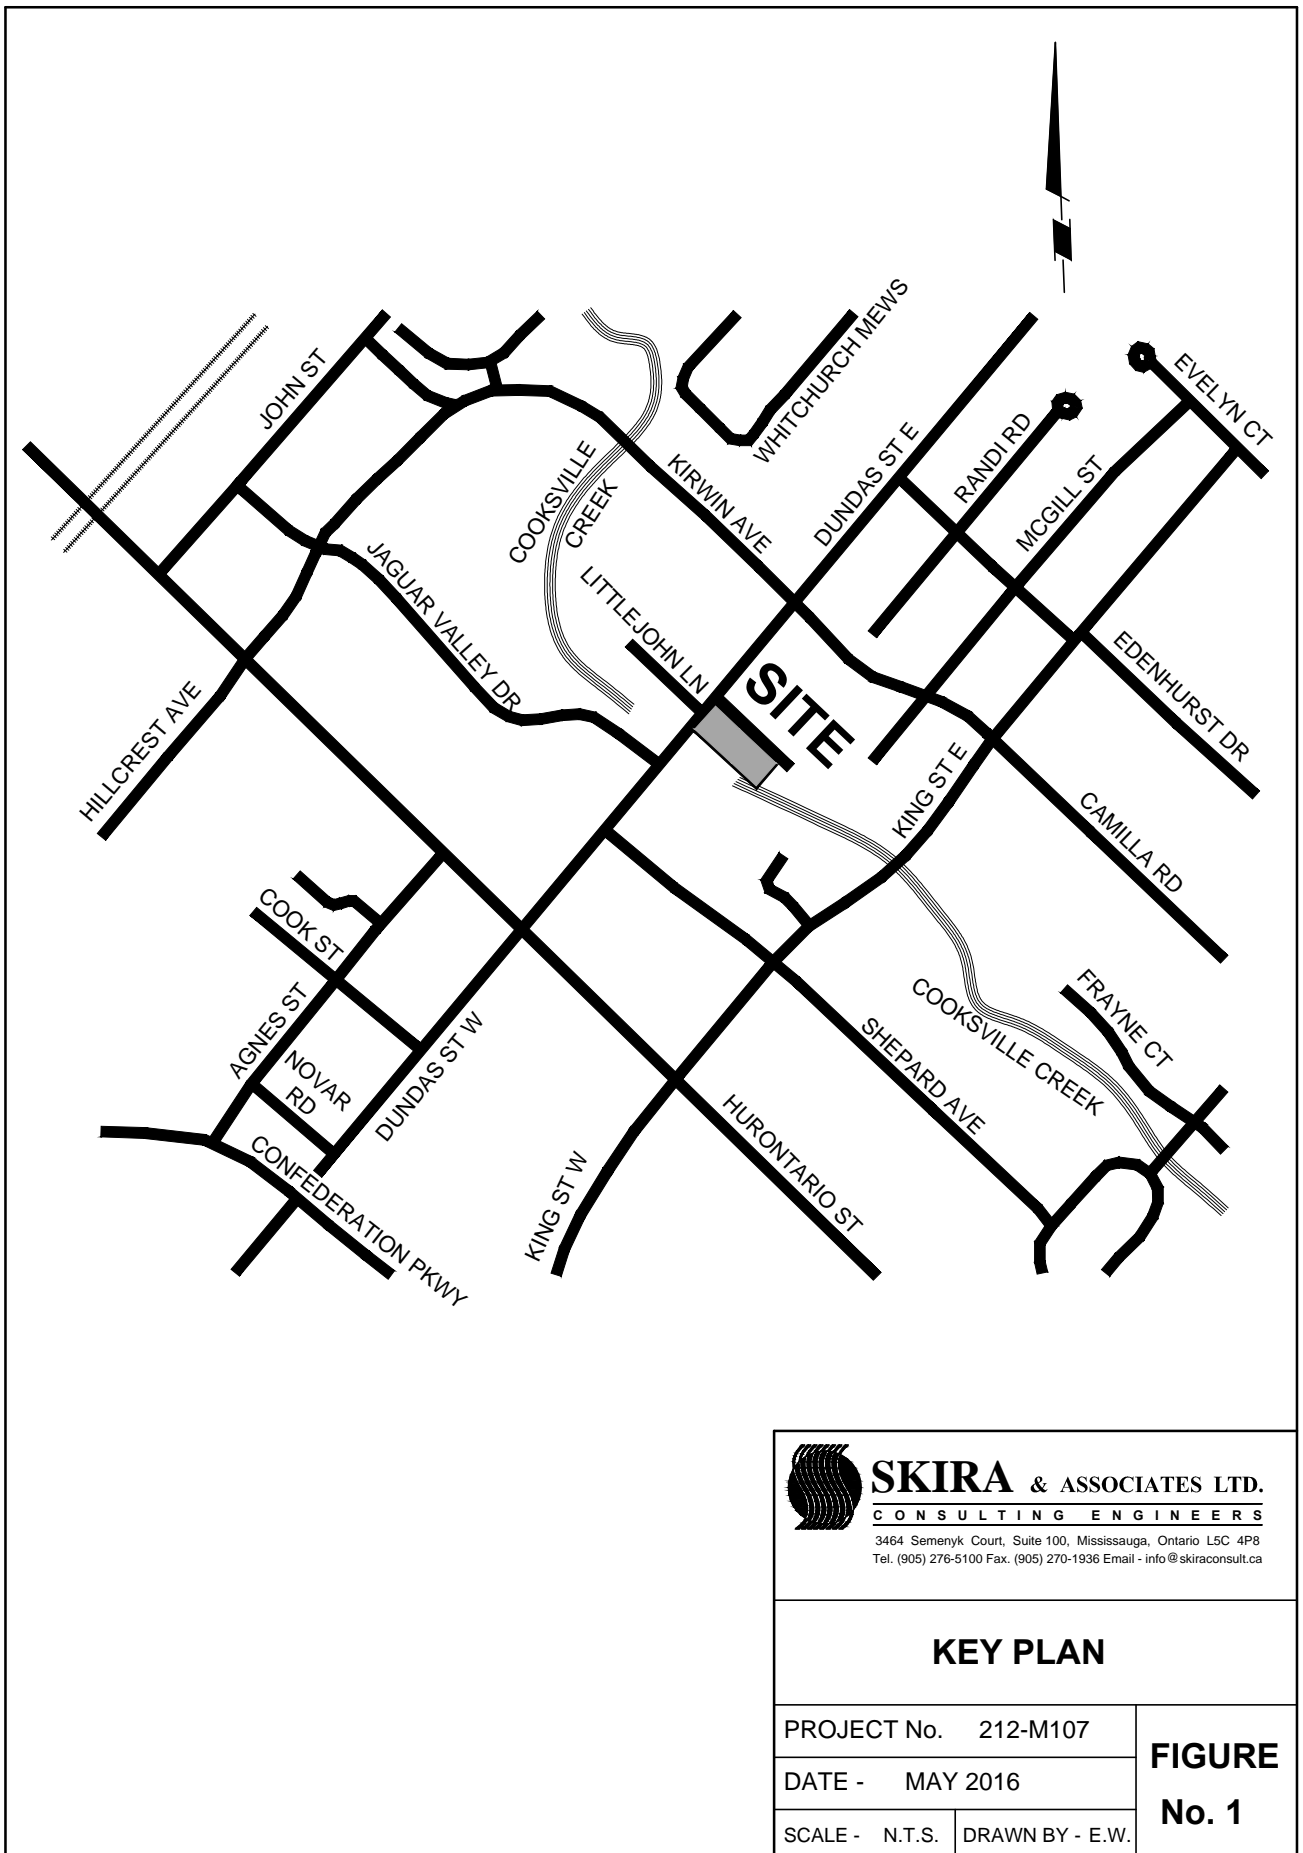 WHITCHURCH MEWS
EVELYN CT
JOHN ST
DUNDAS ST E
RANDI RD
COOKSVILLE
CREEK
KIRWIN AVE
MCGILL ST
JAGUAR VALLEY DR
LITTLEJOHN LN
SITE
EDENHURST DR
HILLCREST AVE
KING ST E
CAMILLA RD
COOK ST
AGNES ST
NOVAR
RD
DUNDAS ST W
COOKSVILLE CREEK
FRAYNE CT
SHEPARD AVE
HURONTARIO ST
CONFEDERATION PKWY
KING ST W
SKIRA & ASSOCIATES LTD.
CONSULTING ENGINEERS
3464 Semenyk Court, Suite 100, Mississauga, Ontario L5C 4P8
Tel. (905) 276-5100 Fax. (905) 270-1936 Email - info@skiraconsult.ca
KEY PLAN
PROJECT No. 212-M107
DATE - MAY 2016
SCALE - N.T.S.
DRAWN BY - E.W.
FIGURE
No. 1